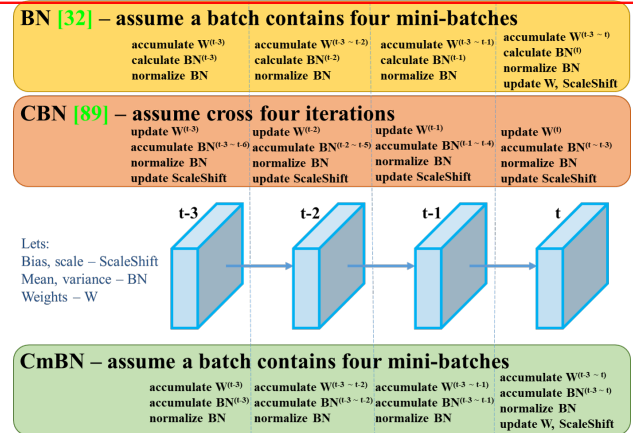 BN [32] – assume a batch contains four mini-batches
accumulate W(t-3)
calculate BN(t-3)
normalize BN
accumulate W(t-3 ~ t-2)
calculate BN(t-2)
normalize BN
accumulate W(t-3 ~ t-1)
calculate BN(t-1)
normalize BN
accumulate W(t-3 ~ t)
calculate BN(t)
normalize BN
update W, ScaleShift
CBN [89] – assume cross four iterations
update W(t-3)
accumulate BN(t-3 ~ t-6)
normalize BN
update ScaleShift
update W(t-2)
accumulate BN(t-2 ~ t-5)
normalize BN
update ScaleShift
update W(t-1)
accumulate BN(t-1 ~ t-4)
normalize BN
update ScaleShift
update W(t)
accumulate BN(t ~ t-3)
normalize BN
update ScaleShift
t-3
t-2
t-1
t
Lets:
Bias, scale – ScaleShift
Mean, variance – BN
Weights – W
CmBN – assume a batch contains four mini-batches
accumulate W(t-3)
accumulate BN(t-3)
normalize BN
accumulate W(t-3 ~ t-2)
accumulate BN(t-3 ~ t-2)
normalize BN
accumulate W(t-3 ~ t-1)
accumulate BN(t-3 ~ t-1)
normalize BN
accumulate W(t-3 ~ t)
accumulate BN(t-3 ~ t)
normalize BN
update W, ScaleShift